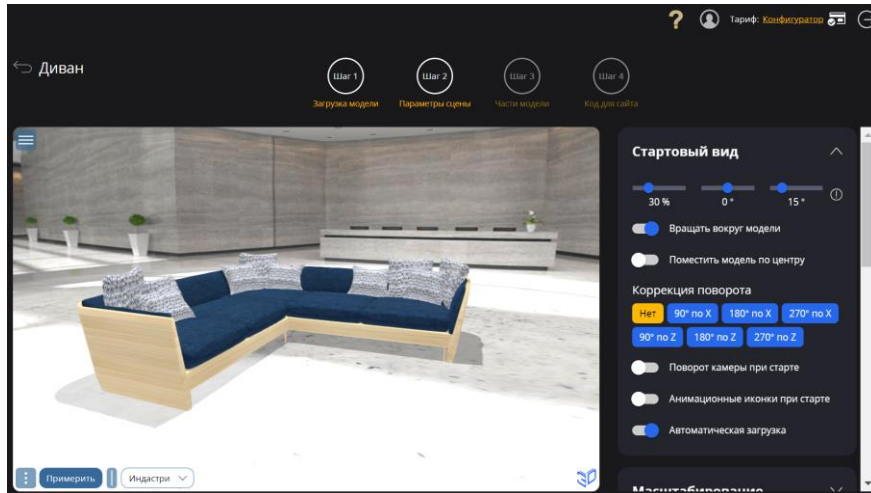 ? Тариф: Конфигуратор
Диван
Шаг 1 Шаг 2 Шаг 3 Шаг 4
Загрузка модели Параметры сцены Части модели Код для сайта
Стартовый вид
30 % 0° 15°
Вращать вокруг модели
Поместить модель по центру
Коррекция поворота
Нет 90° по X 180° по X 270° по X
90° по Z 180° по Z 270° по Z
Поворот камеры при старте
Анимационные иконки при старте
Автоматическая загрузка
Примерить Индастри 3D
Масштабирование